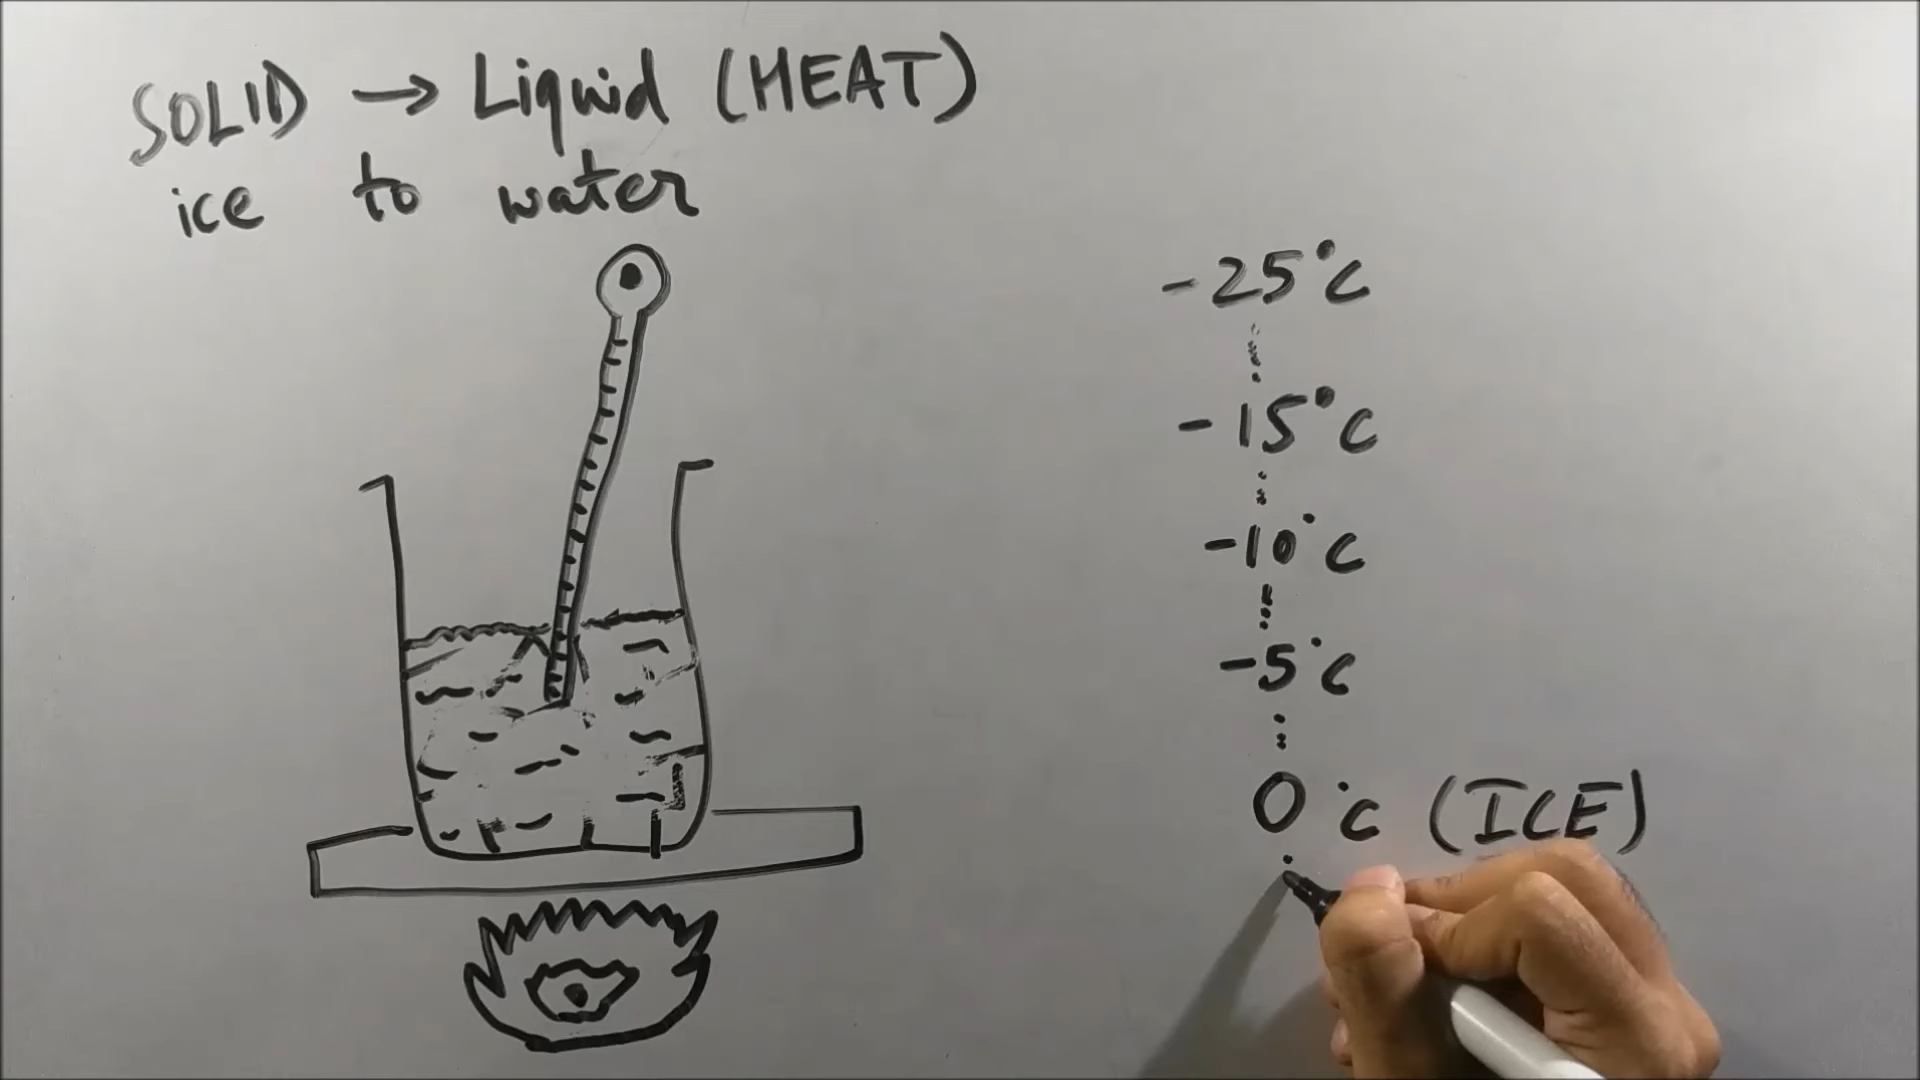 SOLID → Liquid (HEAT)
ice to water
-25°C
-15°C
-10°C
-5°C
0°C (ICE)